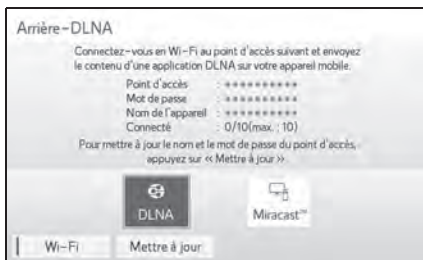 Arrière-DLNA
Connectez-vous en Wi-Fi au point d'accès suivant et envoyez
le contenu d'une application DLNA sur votre appareil mobile.
Point d'accès : **********
Mot de passe : **********
Nom de l'appareil : **********
Connecté : 0/10(max. : 10)
Pour mettre à jour le nom et le mot de passe du point d'accès,
appuyez sur « Mettre à jour ».
DLNA
Miracast™
Wi-Fi
Mettre à jour